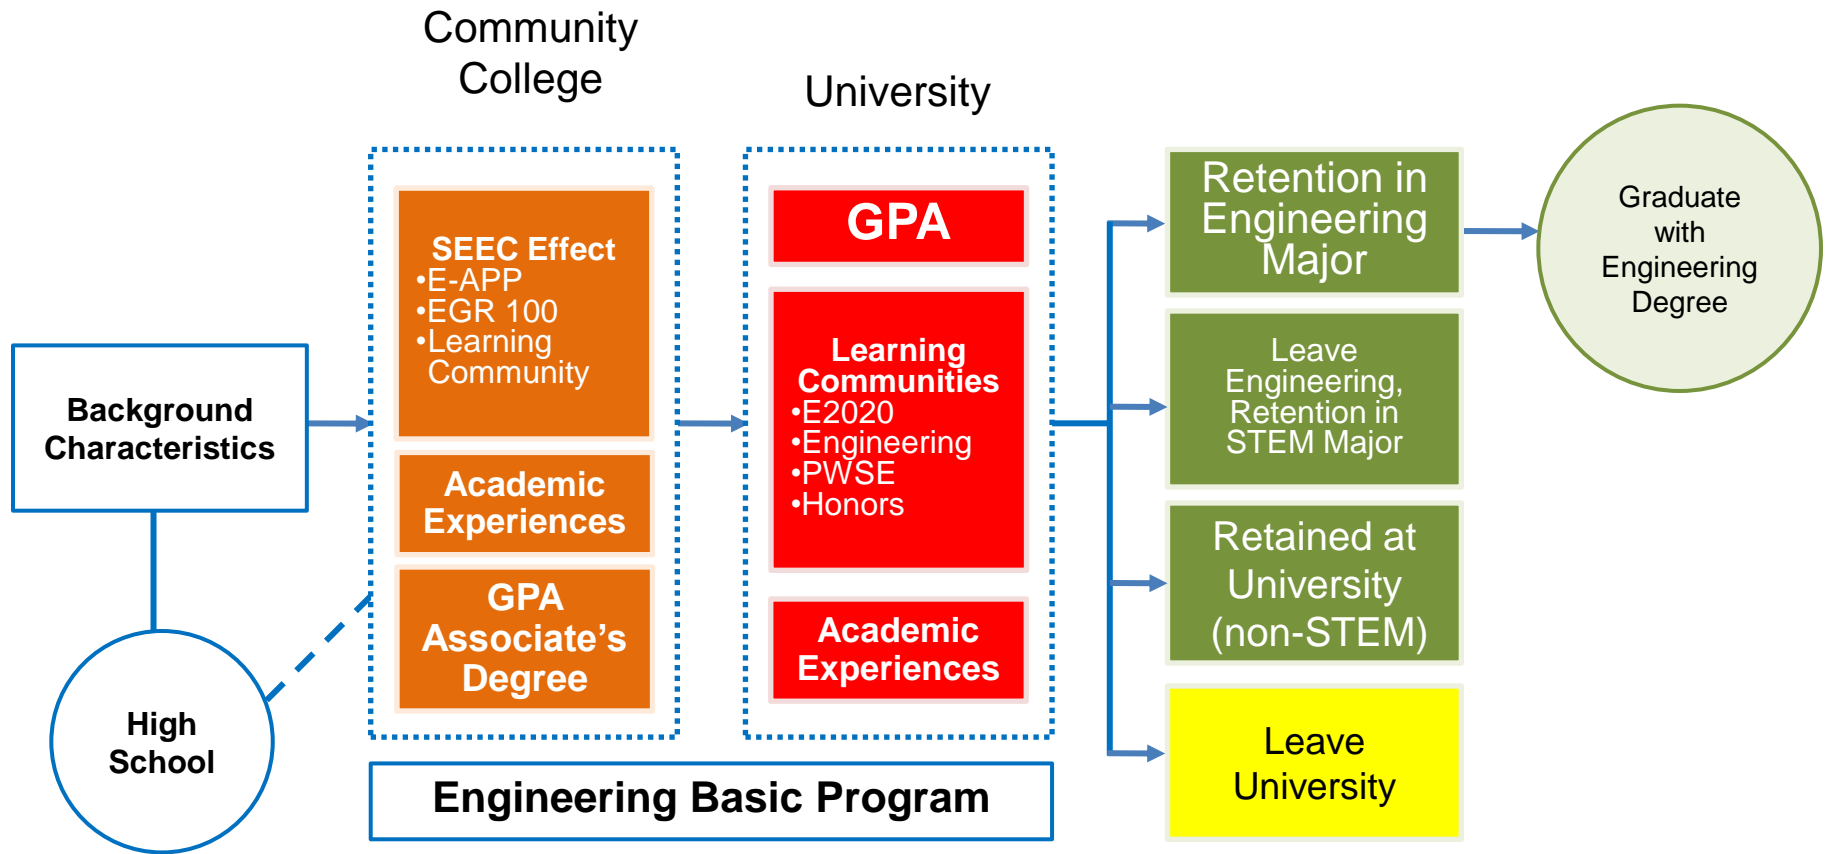 Community
College
University
SEEC Effect
•E-APP
•EGR 100
•Learning
Community
Academic
Experiences
GPA
Associate’s
Degree
GPA
Learning
Communities
•E2020
•Engineering
•PWSE
•Honors
Academic
Experiences
Background
Characteristics
High
School
Engineering Basic Program
Retention in
Engineering
Major
Leave
Engineering,
Retention in
STEM Major
Retained at
University
(non-STEM)
Leave
University
Graduate
with
Engineering
Degree